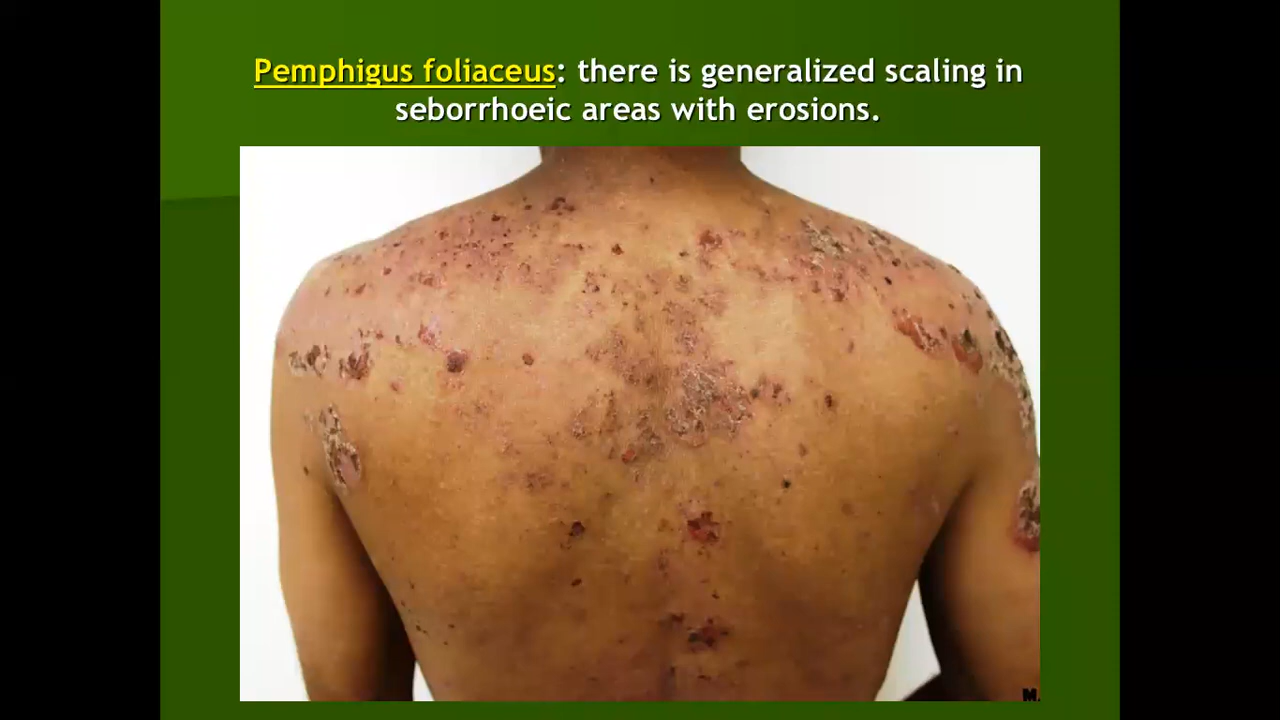 Pemphigus foliaceus: there is generalized scaling in
seborrhoeic areas with erosions.
M.